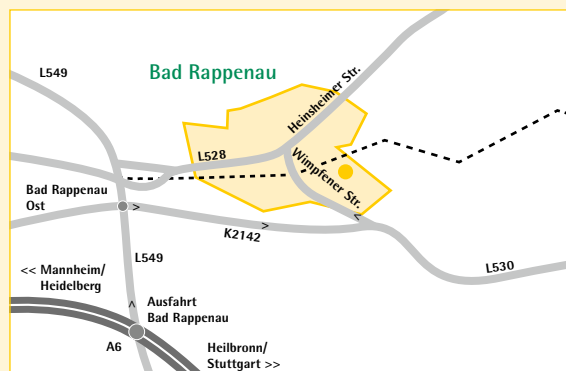 L549
Bad Rappenau
Heinsheimer Str.
L528
Wimpfener Str.
Bad Rappenau
Ost
>
K2142
>
<
L549
L530
<< Mannheim/
Heidelberg
^
Ausfahrt
Bad Rappenau
A6
Heilbronn/
Stuttgart >>